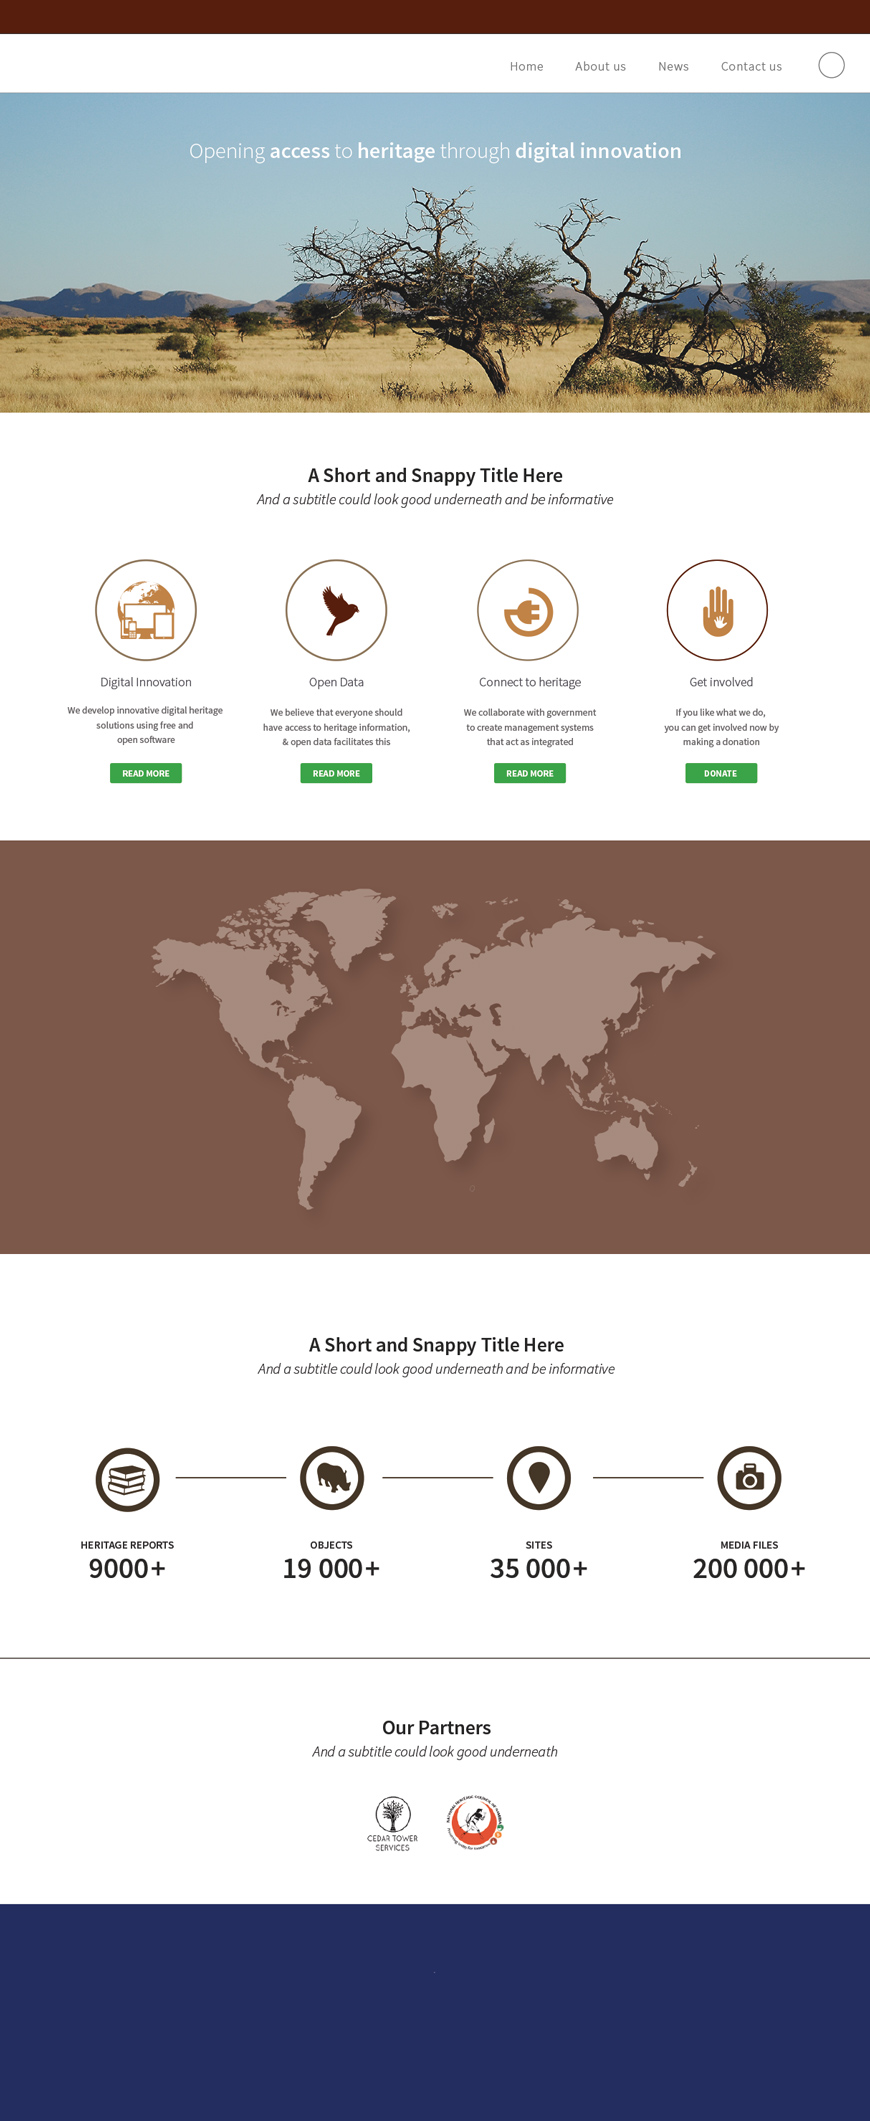 Home About us News Contact us
Opening access to heritage through digital innovation
A Short and Snappy Title Here
And a subtitle could look good underneath and be informative
Digital Innovation
We develop innovative digital heritage
solutions using free and
open software
READ MORE
Open Data
We believe that everyone should
have access to heritage information,
& open data facilitates this
READ MORE
Connect to heritage
We collaborate with government
to create management systems
that act as integrated
READ MORE
Get involved
If you like what we do,
you can get involved now by
making a donation
DONATE
A Short and Snappy Title Here
And a subtitle could look good underneath and be informative
HERITAGE REPORTS
9000+
OBJECTS
19 000+
SITES
35 000+
MEDIA FILES
200 000+
Our Partners
And a subtitle could look good underneath
CEDAR TOWER
SERVICES
NATIONAL HERITAGE COUNCIL OF NAMIBIA